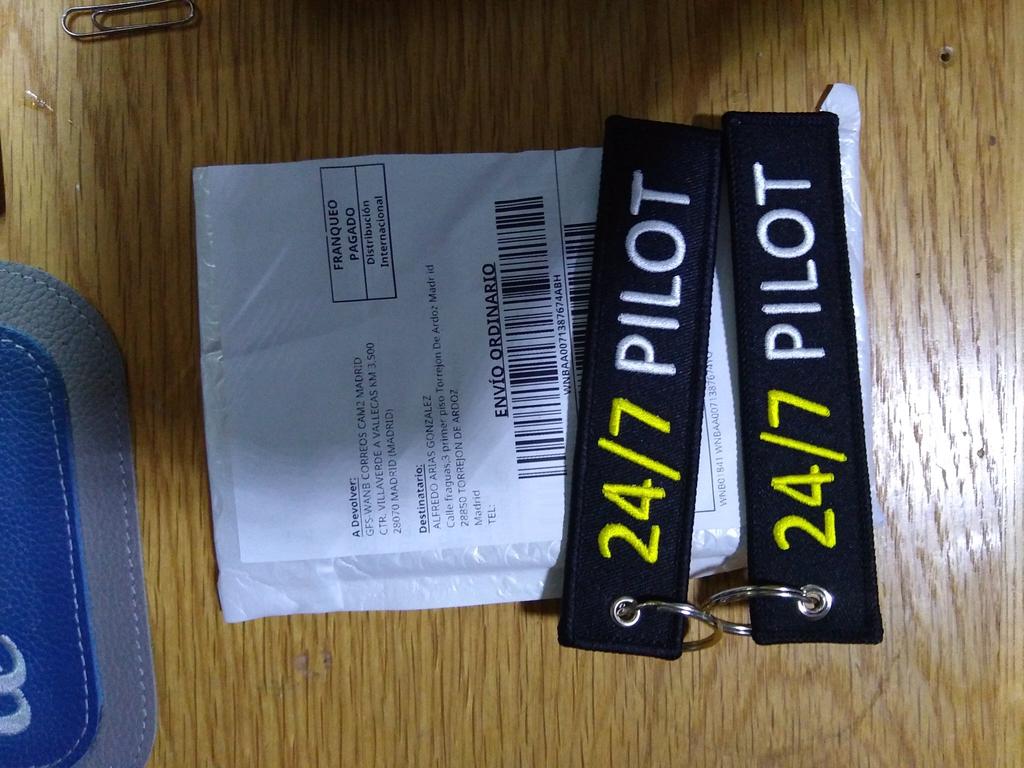 FRANQUEO
PAGADO
Distribución
Internacional
A Devolver:
GFS-WANB CORREOS CAM2 MADRID
CTR. VILLAVERDE A VALLECAS KM 3,500
28070 MADRID (MADRID)
Destinatario:
ALFREDO ARIAS GONZALEZ
Calle fraguas,3 primer piso Torrejon De Ardoz Madrid
28850 TORREJON DE ARDOZ
Madrid
TEL:
ENVÍO ORDINARIO
WNBAA0071387674ABH
24/7 PILOT
24/7 PILOT